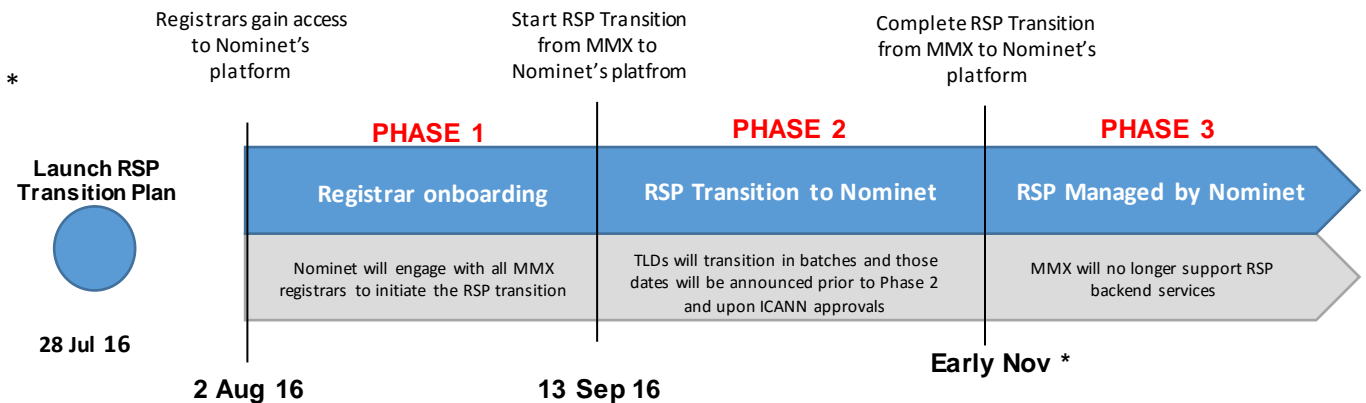 Registrars gain access
to Nominet's
platform
Start RSP Transition
from MMX to
Nominet's platfrom
Complete RSP Transition
from MMX to Nominet's
platform
*
PHASE 1
PHASE 2
PHASE 3
Launch RSP
Transition Plan
Registrar onboarding
RSP Transition to Nominet
RSP Managed by Nominet
Nominet will engage with all MMX
registrars to initiate the RSP transition
TLDs will transition in batches and those
dates will be announced prior to Phase 2
and upon ICANN approvals
MMX will no longer support RSP
backend services
28 Jul 16
2 Aug 16
13 Sep 16
Early Nov *